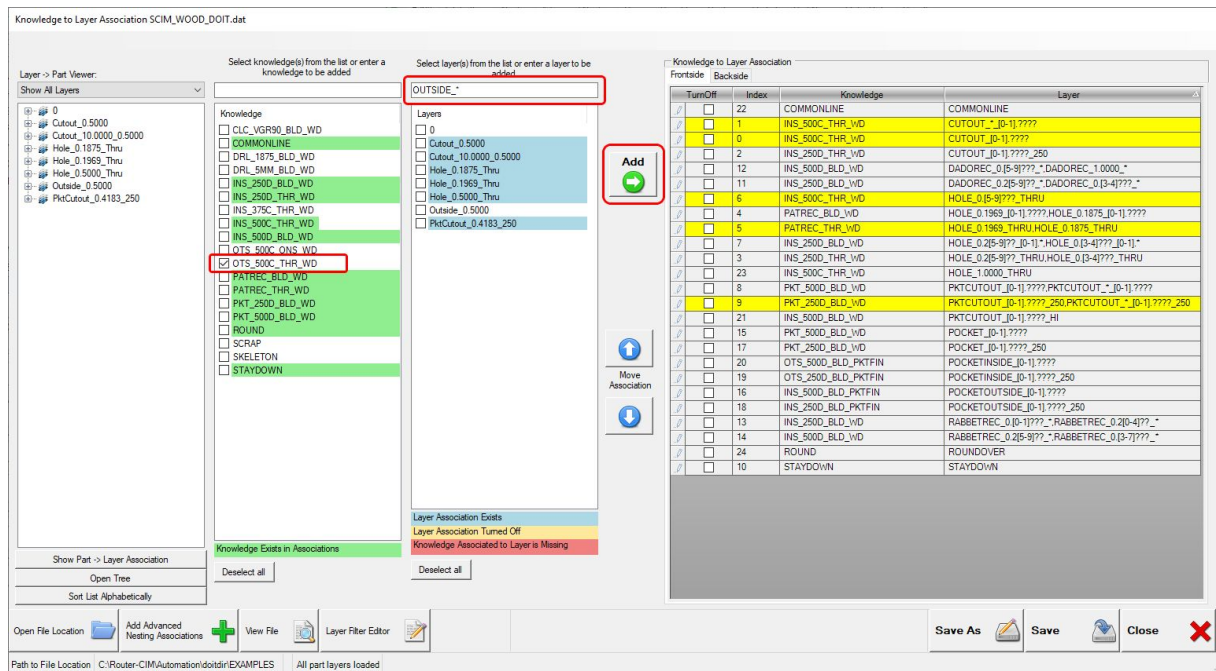 Knowledge to Layer Association SCIM_WOOD_DOIT.dat
Layer -> Part Viewer:
Show All Layers
0
Cutout_0.5000
Cutout_10.0000_0.5000
Hole_0.1875_Thru
Hole_0.1969_Thru
Hole_0.5000_Thru
Outside_0.5000
PktCutout_0.4183_250
Show Part -> Layer Association
Open Tree
Sort List Alphabetically
Select knowledge(s) from the list or enter a
knowledge to be added
Knowledge
CLC_VGR90_BLD_WD
COMMONLINE
DRL_1875_BLD_WD
DRL_5MM_BLD_WD
INS_250D_BLD_WD
INS_250D_THR_WD
INS_375C_THR_WD
INS_500C_THR_WD
INS_500D_BLD_WD
OTS_500C_ONS_WD
OTS_500C_THR_WD
PATREC_BLD_WD
PATREC_THR_WD
PKT_250D_BLD_WD
PKT_500D_BLD_WD
ROUND
SCRAP
SKELETON
STAYDOWN
Knowledge Exists in Associations
Deselect all
Select layer(s) from the list or enter a layer to be
added
OUTSIDE_*
Layers
0
Cutout_0.5000
Cutout_10.0000_0.5000
Hole_0.1875_Thru
Hole_0.1969_Thru
Hole_0.5000_Thru
Outside_0.5000
PktCutout_0.4183_250
Layer Association Exists
Layer Association Turned Off
Knowledge Associated to Layer is Missing
Deselect all
Add
Move
Association
Knowledge to Layer Association
Frontside Backside
TurnOff Index Knowledge Layer
22 COMMONLINE COMMONLINE
1 INS_500C_THR_WD CUTOUT_*_[0-1].????
0 INS_500C_THR_WD CUTOUT_[0-1].????
2 INS_250D_THR_WD CUTOUT_[0-1].????_250
12 INS_500D_BLD_WD DADOREC_0.[5-9]???_*,DADOREC_1.0000_*
11 INS_250D_BLD_WD DADOREC_0.2[5-9]??_*,DADOREC_0.[3-4]???_*
6 INS_500C_THR_WD HOLE_0.[5-9]???_THRU
4 PATREC_BLD_WD HOLE_0.1969_[0-1].????,HOLE_0.1875_[0-1].????
5 PATREC_THR_WD HOLE_0.1969_THRU,HOLE_0.1875_THRU
7 INS_250D_BLD_WD HOLE_0.2[5-9]??_[0-1].*,HOLE_0.[3-4]???_[0-1].*
3 INS_250D_THR_WD HOLE_0.2[5-9]??_THRU,HOLE_0.[3-4]???_THRU
23 INS_500C_THR_WD HOLE_1.0000_THRU
8 PKT_500D_BLD_WD PKTCUTOUT_[0-1].????,PKTCUTOUT_*_[0-1].????
9 PKT_250D_BLD_WD PKTCUTOUT_[0-1].????_250,PKTCUTOUT_*_[0-1].????_250
21 INS_500D_BLD_WD PKTCUTOUT_[0-1].????_HI
15 PKT_500D_BLD_WD POCKET_[0-1].????
17 PKT_250D_BLD_WD POCKET_[0-1].????_250
20 OTS_500D_BLD_PKTFIN POCKETINSIDE_[0-1].????
19 OTS_250D_BLD_PKTFIN POCKETINSIDE_[0-1].????_250
16 INS_500D_BLD_PKTFIN POCKETOUTSIDE_[0-1].????
18 INS_250D_BLD_PKTFIN POCKETOUTSIDE_[0-1].????_250
13 INS_250D_BLD_WD RABBETREC_0.[0-1]???_*,RABBETREC_0.2[0-4]??_*
14 INS_500D_BLD_WD RABBETREC_0.2[5-9]??_*,RABBETREC_0.[3-7]???_*
24 ROUND ROUNDOVER
10 STAYDOWN STAYDOWN
Open File Location
Add Advanced
Nesting Associations
View File
Layer Filter Editor
Save As
Save
Close
Path to File Location C:\Router-CIM\Automation\doitdir\EXAMPLES All part layers loaded